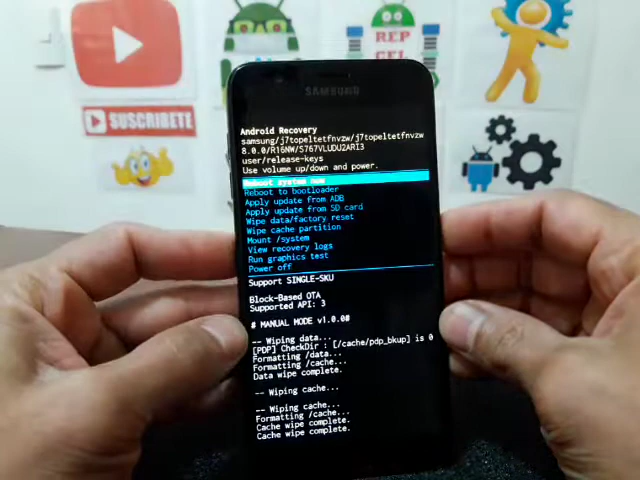 REP
CEL
SUSCRIBETE
SAMSUNG
Android Recovery
samsung/j7topeltetfnvzw/j7topeltetfnvzw
8.0.0/R16NW/S767VLUDU2ARI3
user/release-keys
Use volume up/down and power.
Reboot system now
Reboot to bootloader
Apply update from ADB
Apply update from SD card
Wipe data/factory reset
Wipe cache partition
Mount /system
View recovery logs
Run graphics test
Power off
Support SINGLE-SKU
Block-Based OTA
Supported API: 3
# MANUAL MODE v1.0.0#
-- Wiping data...
[PDP] CheckDir : [/cache/pdp_bkup] is 0
Formatting /data...
Formatting /cache...
Data wipe complete.
-- Wiping cache...
-- Wiping cache...
Formatting /cache...
Cache wipe complete.
Cache wipe complete.